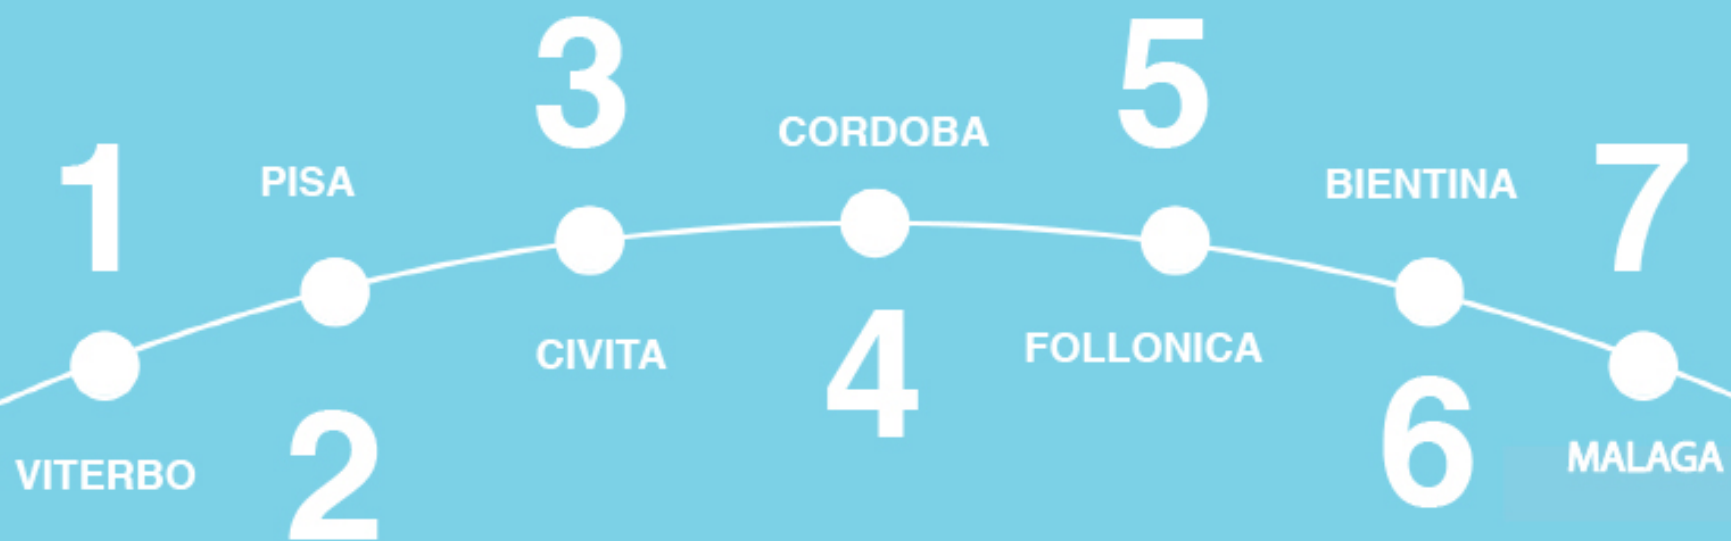 1
VITERBO
PISA
2
3
CIVITA
CORDOBA
4
5
FOLLONICA
BIENTINA
6
7
MALAGA